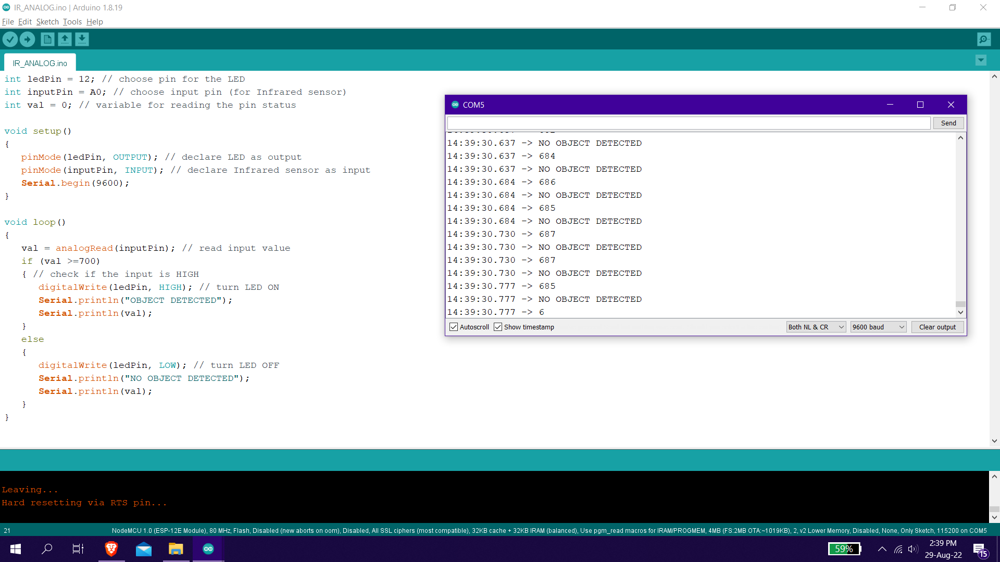 IR_ANALOG.ino | Arduino 1.8.19
File Edit Sketch Tools Help
IR_ANALOG.ino
int ledPin = 12; // choose pin for the LED
int inputPin = A0; // choose input pin (for Infrared sensor)
int val = 0; // variable for reading the pin status
void setup()
{
pinMode(ledPin, OUTPUT); // declare LED as output
pinMode(inputPin, INPUT); // declare Infrared sensor as input
Serial.begin(9600);
}
void loop()
{
val = analogRead(inputPin); // read input value
if (val >=700)
{ // check if the input is HIGH
digitalWrite(ledPin, HIGH); // turn LED ON
Serial.println("OBJECT DETECTED");
Serial.println(val);
}
else
{
digitalWrite(ledPin, LOW); // turn LED OFF
Serial.println("NO OBJECT DETECTED");
Serial.println(val);
}
}
COM5
Send
14:39:30.637 -> NO OBJECT DETECTED
14:39:30.637 -> 684
14:39:30.637 -> NO OBJECT DETECTED
14:39:30.684 -> 686
14:39:30.684 -> NO OBJECT DETECTED
14:39:30.684 -> 685
14:39:30.684 -> NO OBJECT DETECTED
14:39:30.730 -> 687
14:39:30.730 -> NO OBJECT DETECTED
14:39:30.730 -> 687
14:39:30.730 -> NO OBJECT DETECTED
14:39:30.777 -> 685
14:39:30.777 -> NO OBJECT DETECTED
14:39:30.777 -> 6
Autoscroll Show timestamp Both NL & CR 9600 baud Clear output
Leaving...
Hard resetting via RTS pin...
21 NodeMCU 1.0 (ESP-12E Module), 80 MHz, Flash, Disabled (new aborts on oom), Disabled, All SSL ciphers (most compatible), 32KB cache + 32KB IRAM (balanced), Use pgm_read macros for IRAM/PROGMEM, 4MB (FS:2MB OTA:~1019KB), 2, v2 Lower Memory, Disabled, None, Only Sketch, 115200 on COM5
59%
2:39 PM
29-Aug-22
15